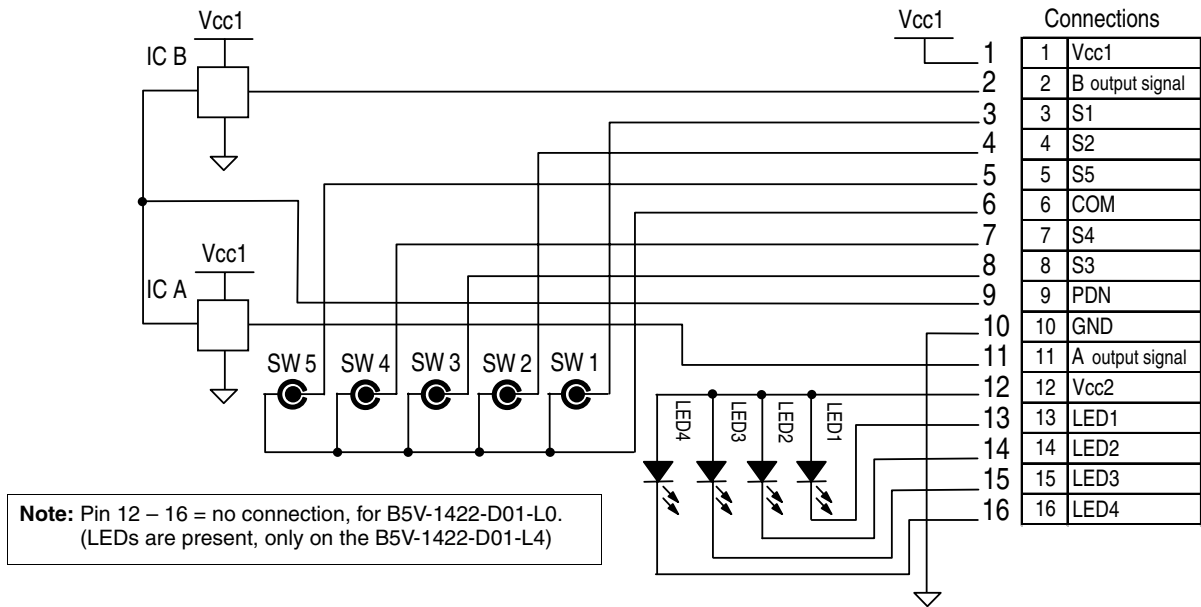 Vcc1
IC B
Vcc1
IC A
SW 5
SW 4
SW 3
SW 2
SW 1
LED4
LED3
LED2
LED1
Vcc1
1
2
3
4
5
6
7
8
9
10
11
12
13
14
15
16
Connections
1 Vcc1
2 B output signal
3 S1
4 S2
5 S5
6 COM
7 S4
8 S3
9 PDN
10 GND
11 A output signal
12 Vcc2
13 LED1
14 LED2
15 LED3
16 LED4
Note: Pin 12 – 16 = no connection, for B5V-1422-D01-L0.
(LEDs are present, only on the B5V-1422-D01-L4)